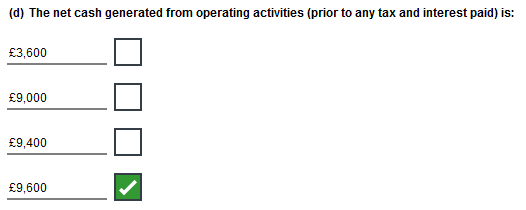 (d) The net cash generated from operating activities (prior to any tax and interest paid) is:
£3,600
£9,000
£9,400
£9,600